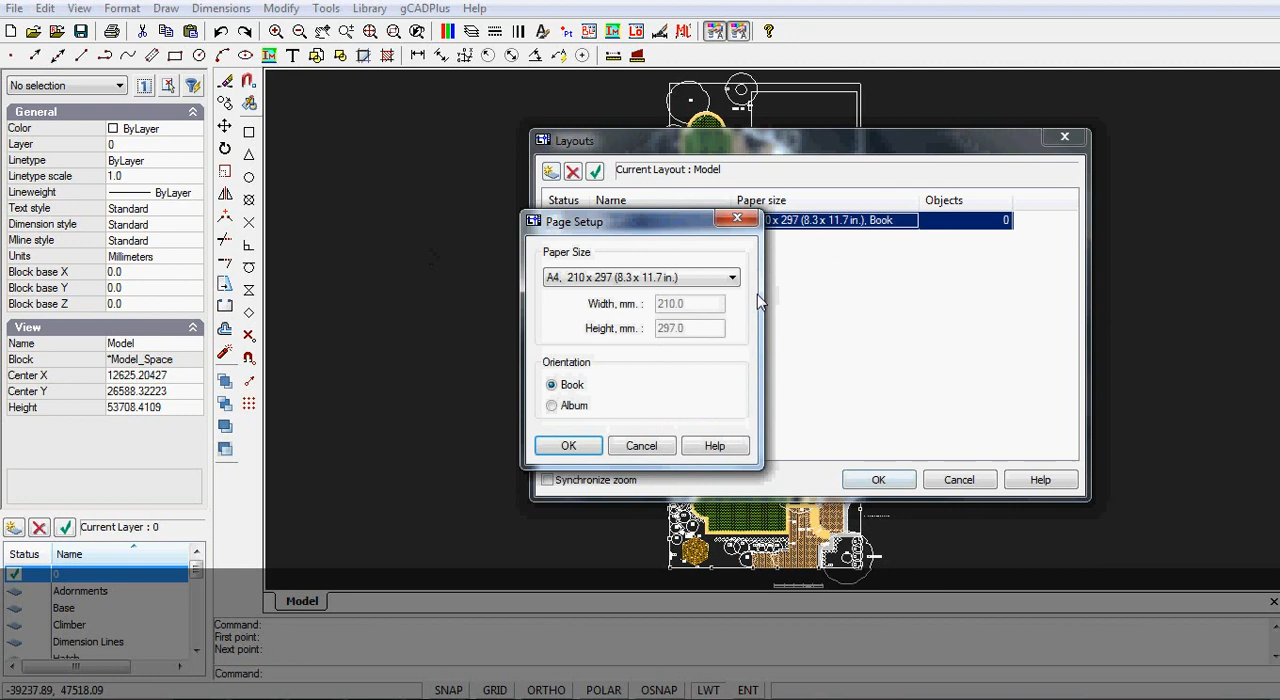 File Edit View Format Draw Dimensions Modify Tools Library gCADPlus Help
No selection
General
Color ByLayer
Layer 0
Linetype ByLayer
Linetype scale 1.0
Lineweight ByLayer
Text style Standard
Dimension style Standard
Mline style Standard
Units Millimeters
Block base X 0.0
Block base Y 0.0
Block base Z 0.0
View
Name Model
Block *Model_Space
Center X 12625.20427
Center Y 26588.32223
Height 53708.4109
Current Layer : 0
Status Name
0
Adornments
Base
Climber
Dimension Lines
Layouts
Current Layout : Model
Status Name Paper size Objects
x 297 (8.3 x 11.7 in.), Book 0
Synchronize zoom OK Cancel Help
Page Setup
Paper Size
A4, 210 x 297 (8.3 x 11.7 in.)
Width, mm. : 210.0
Height, mm. : 297.0
Orientation
Book
Album
OK Cancel Help
Model
Command:
First point:
Next point:
Command:
-39237.89, 47518.09 SNAP GRID ORTHO POLAR OSNAP LWT ENT